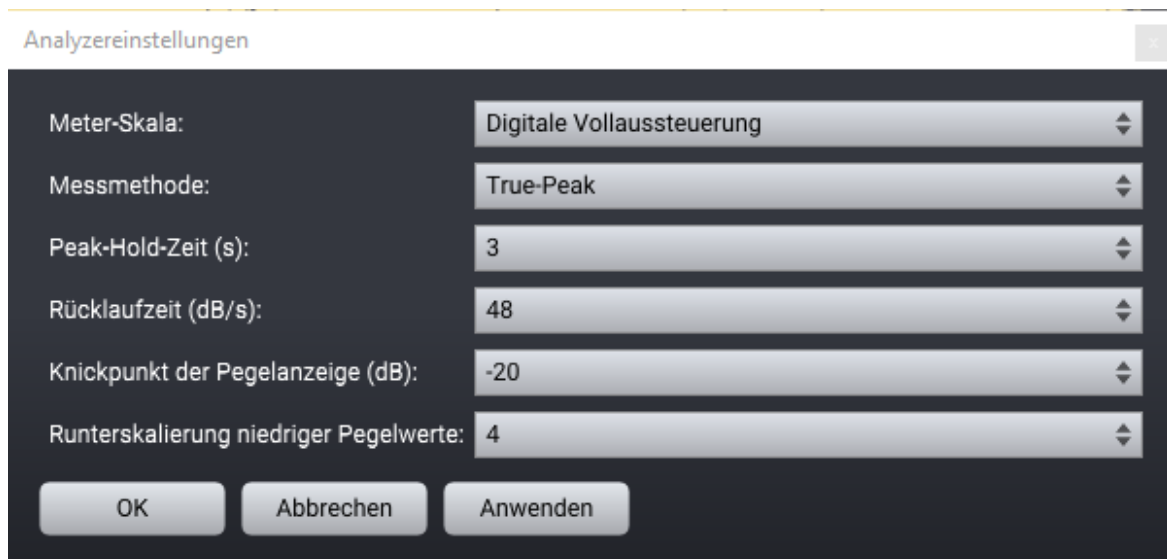 Analyzereinstellungen
x
Meter-Skala: Digitale Vollaussteuerung
Messmethode: True-Peak
Peak-Hold-Zeit (s): 3
Rücklaufzeit (dB/s): 48
Knickpunkt der Pegelanzeige (dB): -20
Runterskalierung niedriger Pegelwerte: 4
OK Abbrechen Anwenden